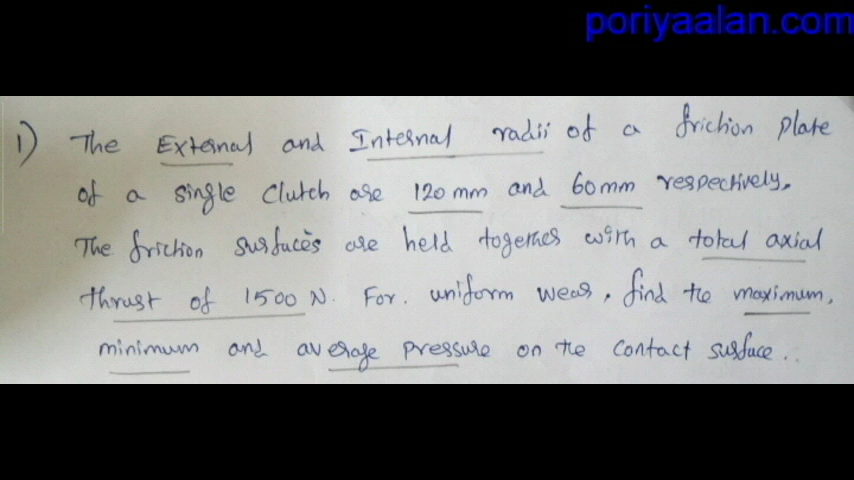 poriyaalan.com
1) The External and Internal radii of a friction plate
of a single clutch are 120 mm and 60 mm respectively.
The friction surfaces are held together with a total axial
thrust of 1500 N. For. uniform wear, find the maximum,
minimum and average pressure on the contact surface..